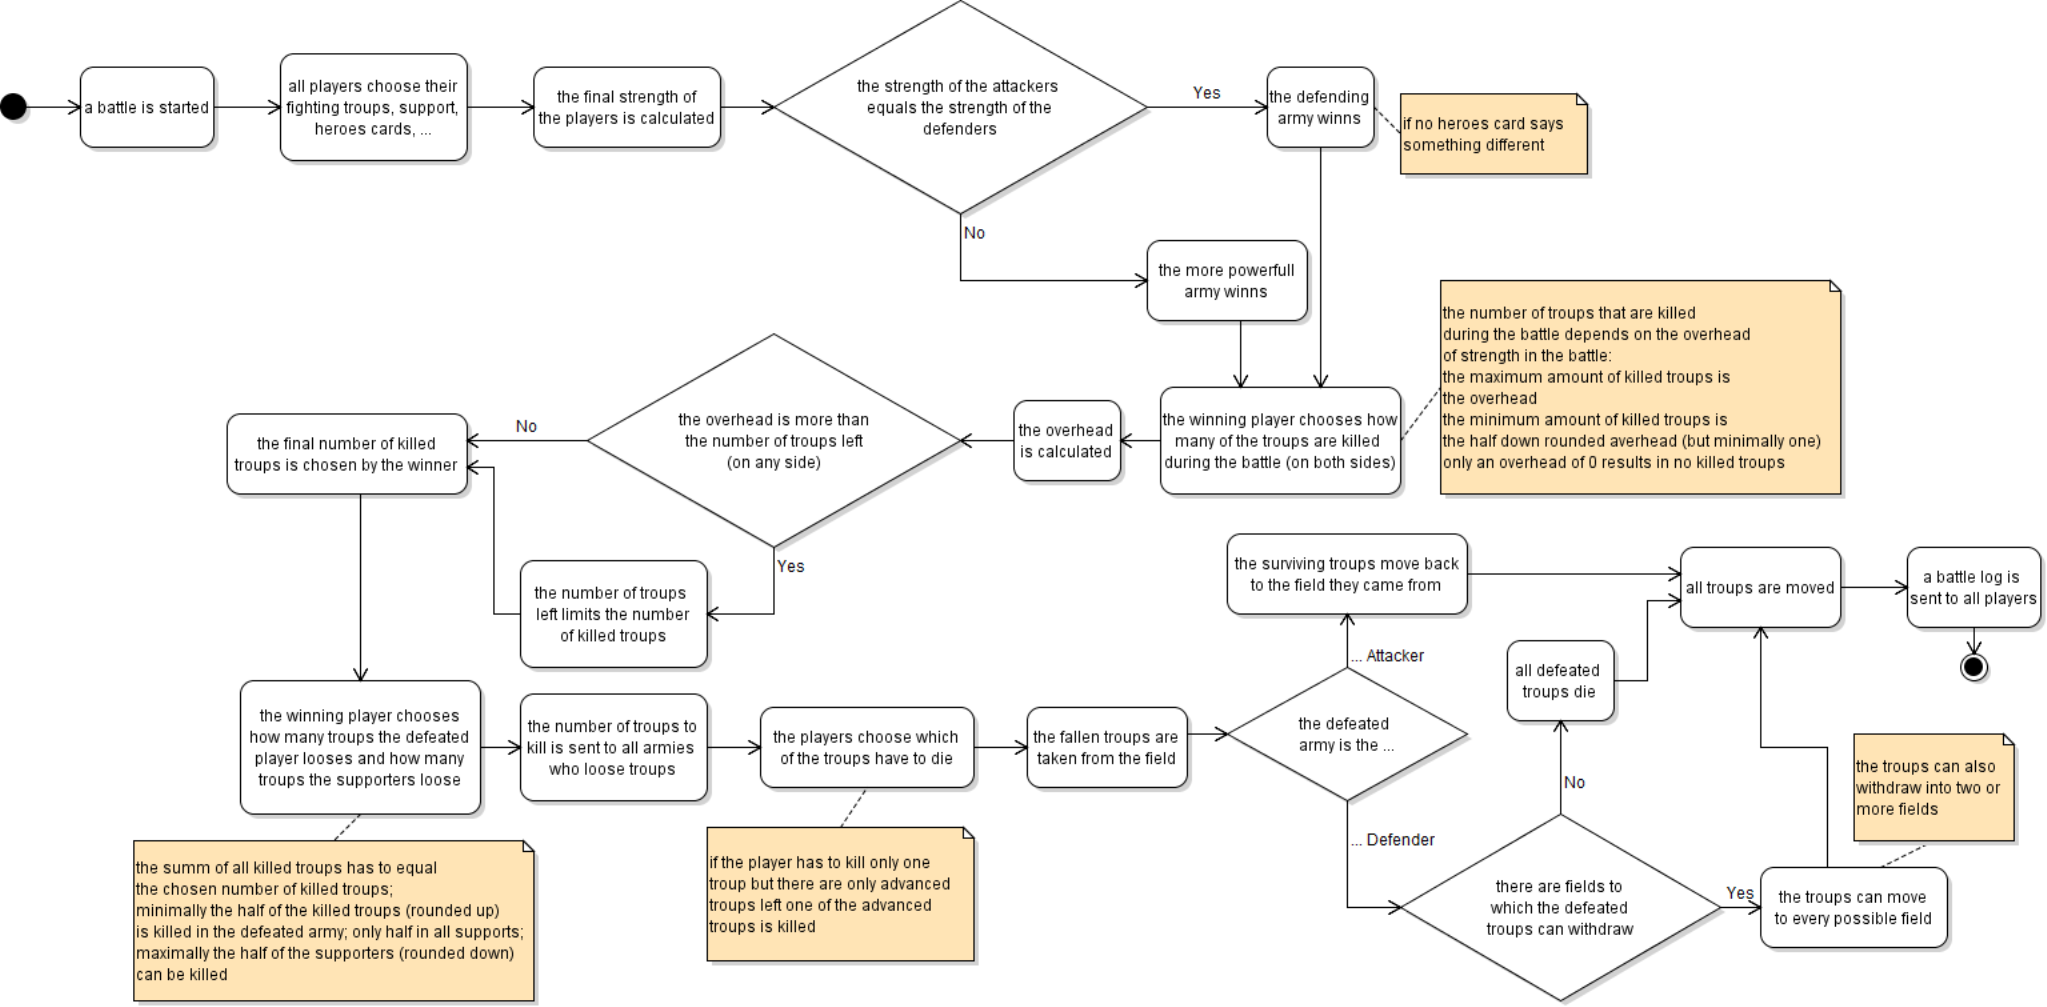 a battle is started
all players choose their
fighting troups, support,
heroes cards, ...
the final strength of
the players is calculated
the strength of the attackers
equals the strength of the
defenders
Yes
the defending
army winns
if no heroes card says
something different
No
the more powerfull
army winns
the number of troups that are killed
during the battle depends on the overhead
of strength in the battle:
the maximum amount of killed troups is
the overhead
the minimum amount of killed troups is
the half down rounded averhead (but minimally one)
only an overhead of 0 results in no killed troups
the winning player chooses how
many of the troups are killed
during the battle (on both sides)
the overhead
is calculated
the overhead is more than
the number of troups left
(on any side)
No
the final number of killed
troups is chosen by the winner
Yes
the number of troups
left limits the number
of killed troups
the winning player chooses
how many troups the defeated
player looses and how many
troups the supporters loose
the summ of all killed troups has to equal
the chosen number of killed troups;
minimally the half of the killed troups (rounded up)
is killed in the defeated army; only half in all supports;
maximally the half of the supporters (rounded down)
can be killed
the number of troups to
kill is sent to all armies
who loose troups
the players choose which
of the troups have to die
if the player has to kill only one
troup but there are only advanced
troups left one of the advanced
troups is killed
the fallen troups are
taken from the field
the defeated
army is the ...
... Attacker
the surviving troups move back
to the field they came from
... Defender
there are fields to
which the defeated
troups can withdraw
No
all defeated
troups die
Yes
the troups can move
to every possible field
the troups can also
withdraw into two or
more fields
all troups are moved
a battle log is
sent to all players